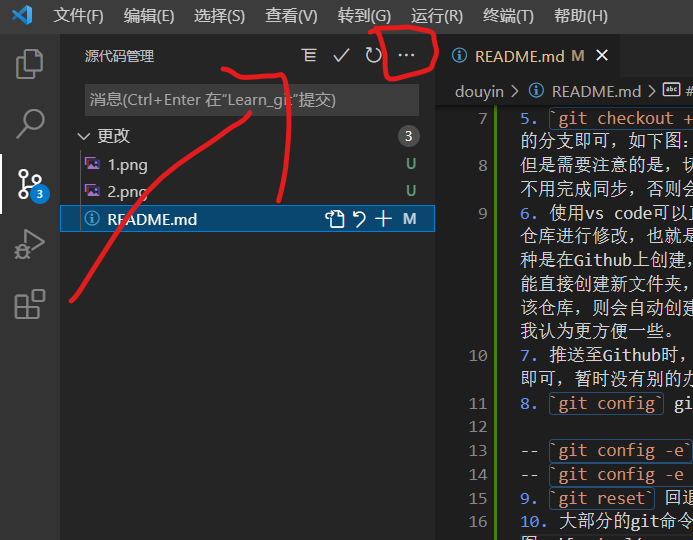 文件(F) 编辑(E) 选择(S) 查看(V) 转到(G) 运行(R) 终端(T) 帮助(H)
源代码管理
README.md M
消息(Ctrl+Enter 在"Learn_git"提交)
douyin > README.md > abc #
更改 3
1.png U
2.png U
README.md M
3
7 5. `git checkout +
的分支即可，如下图：
8 但是需要注意的是，切
不用完成同步，否则会
9 6. 使用vs code可以
仓库进行修改，也就是
种是在Github上创建，
能直接创建新文件夹，
该仓库，则会自动创建
我认为更方便一些。
10 7. 推送至Github时，
即可，暂时没有别的
11 8. `git config` gi
12
13 -- `git config -e`
14 -- `git config -e
15 9. `git reset` 回退
16 10. 大部分的git命令